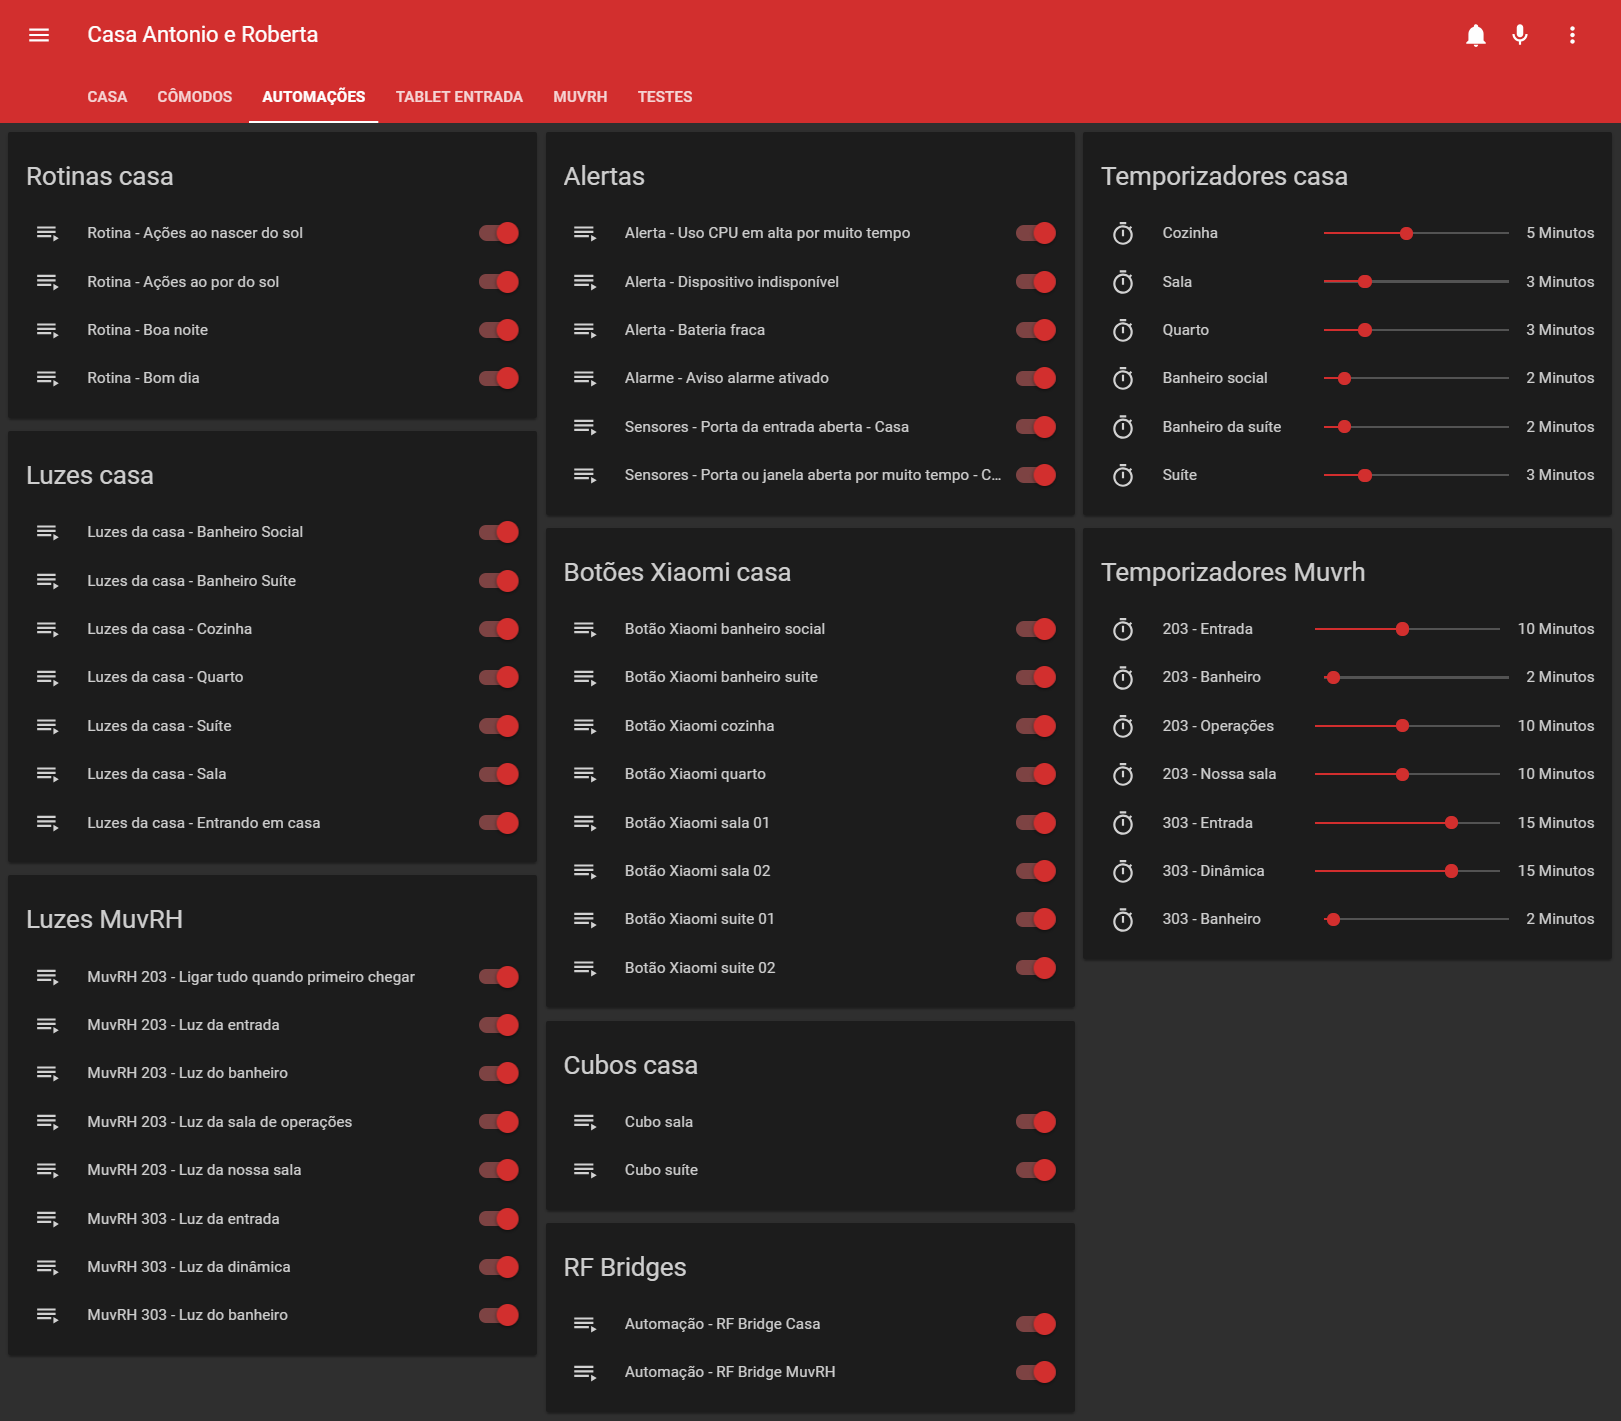 Casa Antonio e Roberta
CASA
CÔMODOS
AUTOMAÇÕES
TABLET ENTRADA
MUVRH
TESTES
Rotinas casa
Rotina - Ações ao nascer do sol
Rotina - Ações ao por do sol
Rotina - Boa noite
Rotina - Bom dia
Luzes casa
Luzes da casa - Banheiro Social
Luzes da casa - Banheiro Suíte
Luzes da casa - Cozinha
Luzes da casa - Quarto
Luzes da casa - Suíte
Luzes da casa - Sala
Luzes da casa - Entrando em casa
Luzes MuvRH
MuvRH 203 - Ligar tudo quando primeiro chegar
MuvRH 203 - Luz da entrada
MuvRH 203 - Luz do banheiro
MuvRH 203 - Luz da sala de operações
MuvRH 203 - Luz da nossa sala
MuvRH 303 - Luz da entrada
MuvRH 303 - Luz da dinâmica
MuvRH 303 - Luz do banheiro
Alertas
Alerta - Uso CPU em alta por muito tempo
Alerta - Dispositivo indisponível
Alerta - Bateria fraca
Alarme - Aviso alarme ativado
Sensores - Porta da entrada aberta - Casa
Sensores - Porta ou janela aberta por muito tempo - C...
Botões Xiaomi casa
Botão Xiaomi banheiro social
Botão Xiaomi banheiro suite
Botão Xiaomi cozinha
Botão Xiaomi quarto
Botão Xiaomi sala 01
Botão Xiaomi sala 02
Botão Xiaomi suite 01
Botão Xiaomi suite 02
Cubos casa
Cubo sala
Cubo suíte
RF Bridges
Automação - RF Bridge Casa
Automação - RF Bridge MuvRH
Temporizadores casa
Cozinha 5 Minutos
Sala 3 Minutos
Quarto 3 Minutos
Banheiro social 2 Minutos
Banheiro da suíte 2 Minutos
Suíte 3 Minutos
Temporizadores Muvrh
203 - Entrada 10 Minutos
203 - Banheiro 2 Minutos
203 - Operações 10 Minutos
203 - Nossa sala 10 Minutos
303 - Entrada 15 Minutos
303 - Dinâmica 15 Minutos
303 - Banheiro 2 Minutos